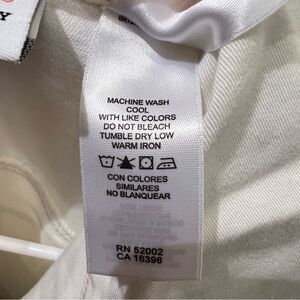 Y
MACHINE WASH
COOL
WITH LIKE COLORS
DO NOT BLEACH
TUMBLE DRY LOW
WARM IRON
CON COLORES
SIMILARES
NO BLANQUEAR
RN 52002
CA 16396